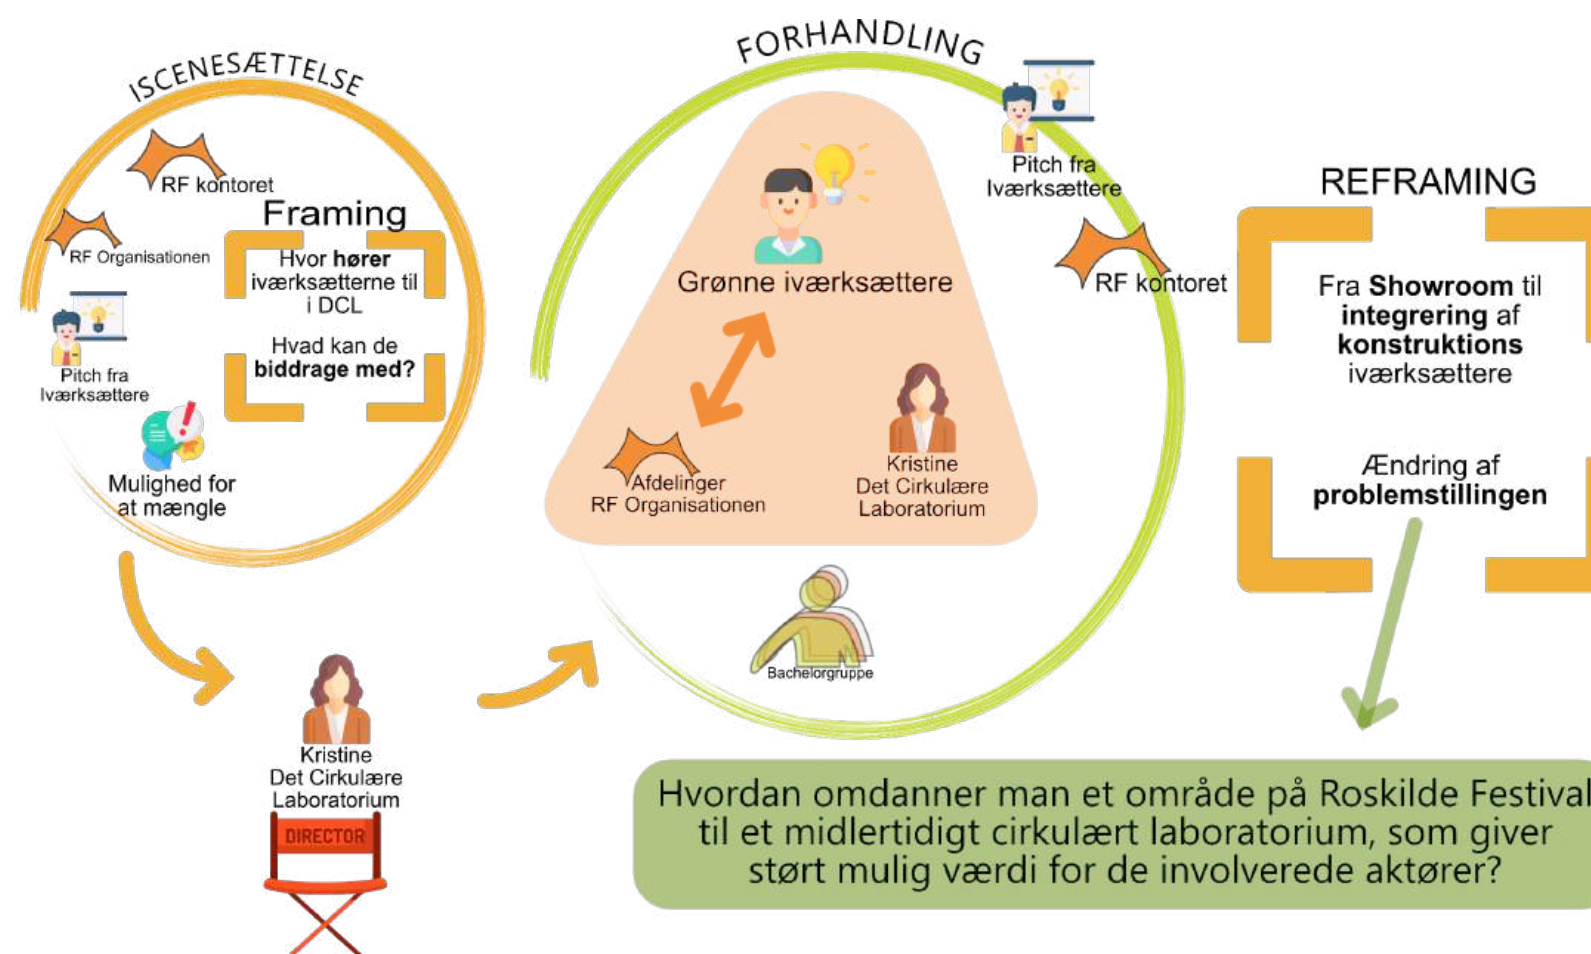 ISCENESÆTTELSE
RF kontoret
RF Organisationen
Pitch fra
Iværksættere
Mulighed for
at mængle
Framing
Hvor hører
iværksætterne til
i DCL
Hvad kan de
biddrage med?
Kristine
Det Cirkulære
Laboratorium
DIRECTOR
FORHANDLING
Grønne iværksættere
Afdelinger
RF Organisationen
Kristine
Det Cirkulære
Laboratorium
Pitch fra
Iværksættere
RF kontoret
Bachelorgruppe
REFRAMING
Fra Showroom til
integrering af
konstruktions
iværksættere
Ændring af
problemstillingen
Hvordan omdanner man et område på Roskilde Festival
til et midlertidigt cirkulært laboratorium, som giver
størt mulig værdi for de involverede aktører?